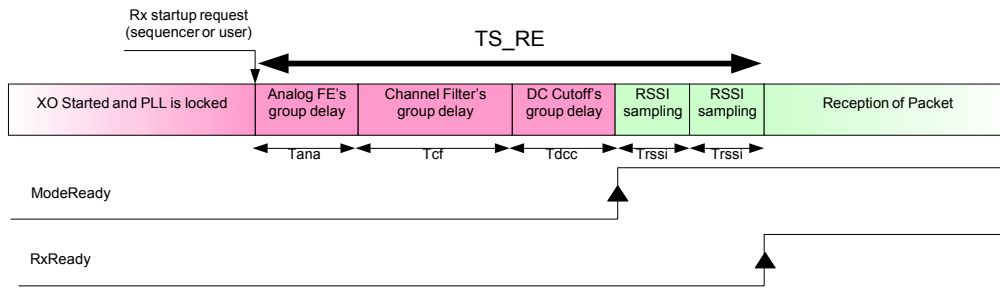 Rx startup request
(sequencer or user)
TS_RE
XO Started and PLL is locked
Analog FE's
group delay
Channel Filter's
group delay
DC Cutoff's
group delay
RSSI
sampling
RSSI
sampling
Reception of Packet
Tana
Tcf
Tdcc
Trssi
Trssi
ModeReady
RxReady